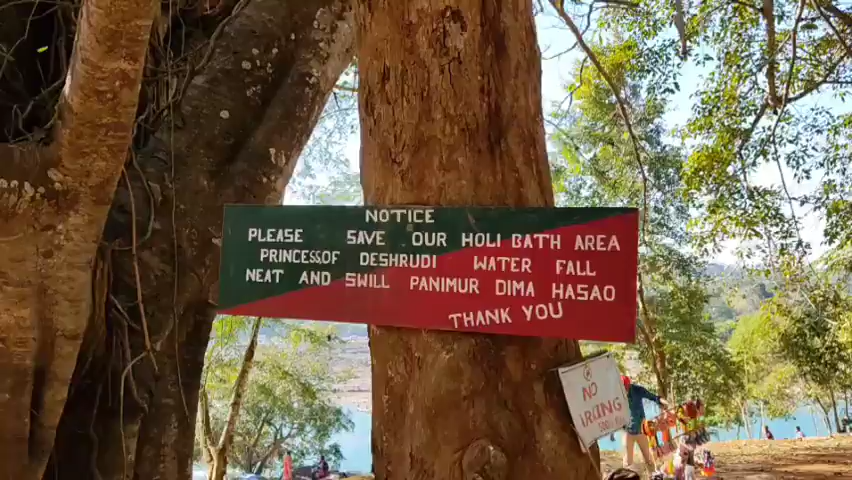 NOTICE
PLEASE SAVE OUR HOLI BATH AREA
PRINCESSOF DESHRUDI WATER FALL
NEAT AND SWILL PANIMUR DIMA HASAO
THANK YOU
NO